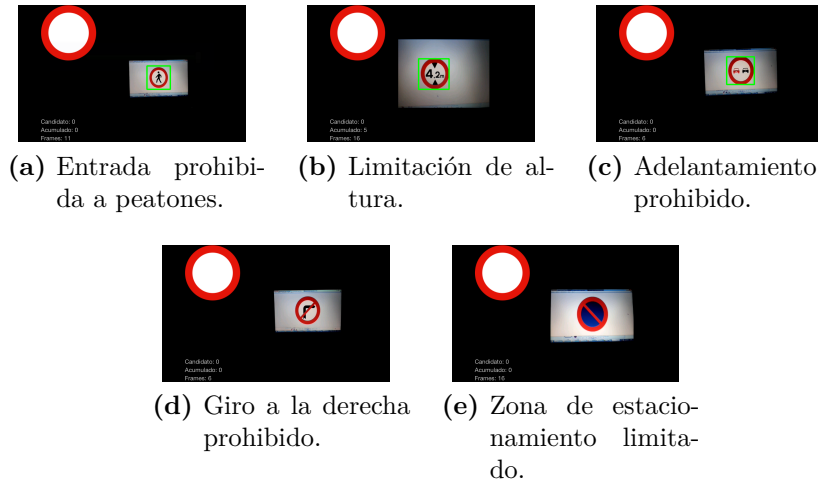 4.2m
Candidato: 0
Acumulado: 0
Frames: 11
Candidato: 0
Acumulado: 5
Frames: 16
Candidato: 0
Acumulado: 0
Frames: 6
(a) Entrada prohibi-
da a peatones.
(b) Limitación de al-
tura.
(c) Adelantamiento
prohibido.
Candidato: 0
Acumulado: 0
Frames: 6
Candidato: 0
Acumulado: 0
Frames: 16
(d) Giro a la derecha
prohibido.
(e) Zona de estacio-
namiento limita-
do.